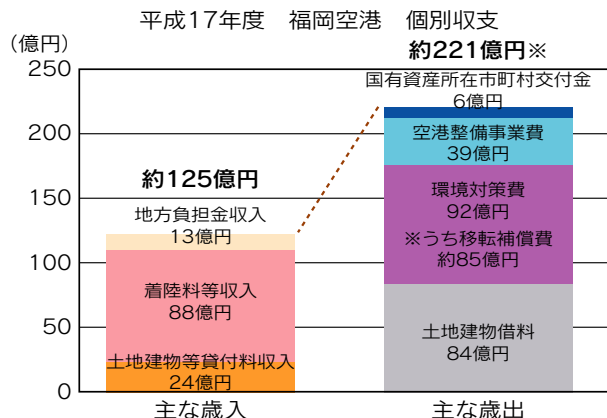 平成17年度　福岡空港　個別収支
（億円）
約221億円※
250
200
150
100
50
0
国有資産所在市町村交付金
6億円
空港整備事業費
39億円
環境対策費
92億円
※うち移転補償費
約85億円
土地建物借料
84億円
約125億円
地方負担金収入
13億円
着陸料等収入
88億円
土地建物等貸付料収入
24億円
主な歳入
主な歳出